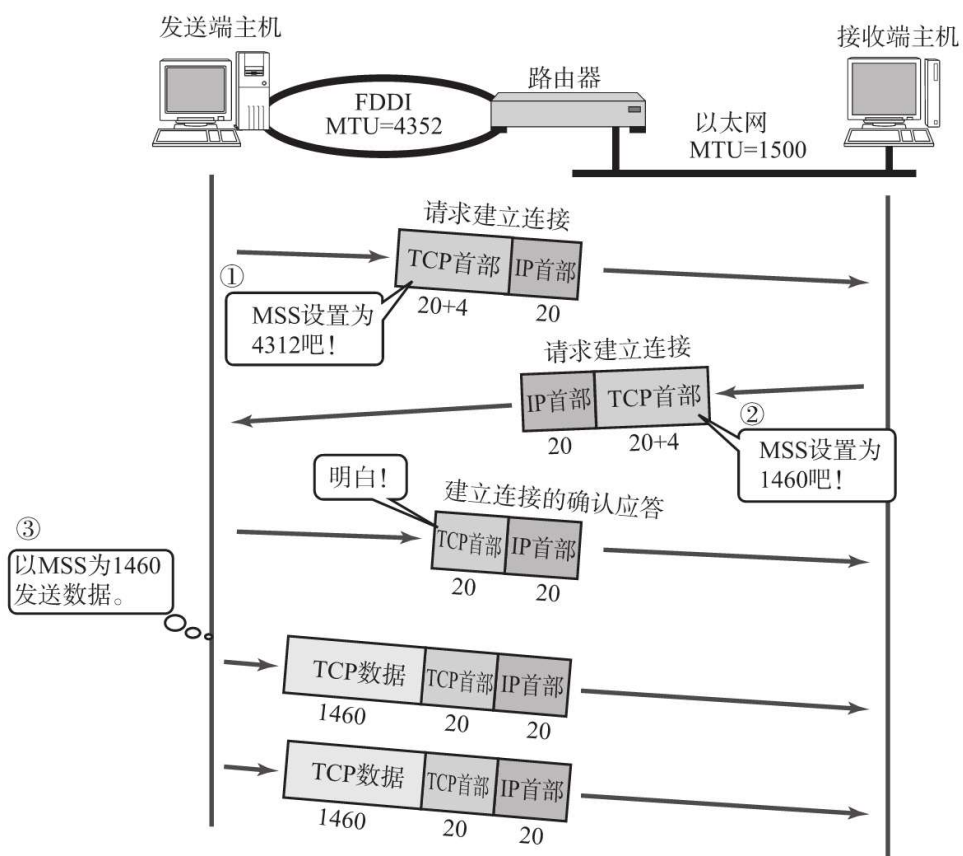 发送端主机
接收端主机
路由器
FDDI
MTU=4352
以太网
MTU=1500
请求建立连接
TCP首部 IP首部
20+4 20
①
MSS设置为
4312吧！
请求建立连接
IP首部 TCP首部
20 20+4
②
MSS设置为
1460吧！
明白！
建立连接的确认应答
TCP首部 IP首部
20 20
③
以MSS为1460
发送数据。
TCP数据 TCP首部 IP首部
1460 20 20
TCP数据 TCP首部 IP首部
1460 20 20